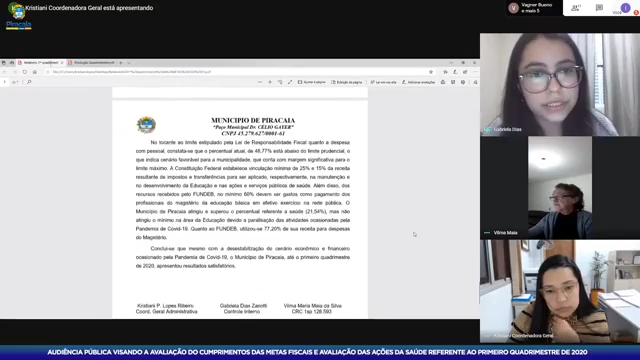 Kristiani Coordenadora Geral está apresentando
Piracaia
Vagner Bueno
e mais 5
MUNICIPIO DE PIRACAIA
"Paço Municipal Dr. CÉLIO GAYER"
CNPJ 45.279.627/0001-61
No tocante ao limite estipulado pela Lei de Responsabilidade Fiscal quanto a despesa
com pessoal, constata-se que o percentual atual, de 48,77% está abaixo do limite prudencial, o
que indica cenário favorável para a municipalidade, que conta com margem significativa para o
limite máximo. A Constituição Federal estabelece vinculação mínima de 25% e 15% da receita
resultante de impostos e transferências para ser aplicado, respectivamente, na manutenção e
no desenvolvimento da Educação e nas ações e serviços públicos de saúde. Além disso, dos
recursos recebidos pelo FUNDEB, no mínimo 60% devem ser gastos como pagamento dos
profissionais do magistério da educação básica em efetivo exercício na rede pública. O
Município de Piracaia atingiu e superou o percentual referente a saúde (21,54%), mas não
atingiu o mínimo na área da Educação devido a paralisação das atividades ocasionadas pela
Pandemia de Covid-19. Quanto ao FUNDEB, utilizou-se 77,20% de sua receita para despesas
do Magistério.
Conclui-se que mesmo com a desestabilização do cenário econômico e financeiro
ocasionado pela Pandemia de Covid-19, o Município de Piracaia, até o primeiro quadrimestre
de 2020, apresentou resultados satisfatórios.
Kristiani P. Lopes Ribeiro Gabriela Dias Zanotti Vilma Maria Maia da Silva
Coord. Geral Administrativa Controle Interno CRC 1sp 128.593
Gabriela Dias
Vilma Maia
Kristiani Coordenadora Geral
AUDIÊNCIA PÚBLICA VISANDO A AVALIAÇÃO DO CUMPRIMENTOS DAS METAS FISCAIS E AVALIAÇÃO DAS AÇÕES DA SAÚDE REFERENTE AO PRIMEIRO QUADRIMESTRE DE 2020